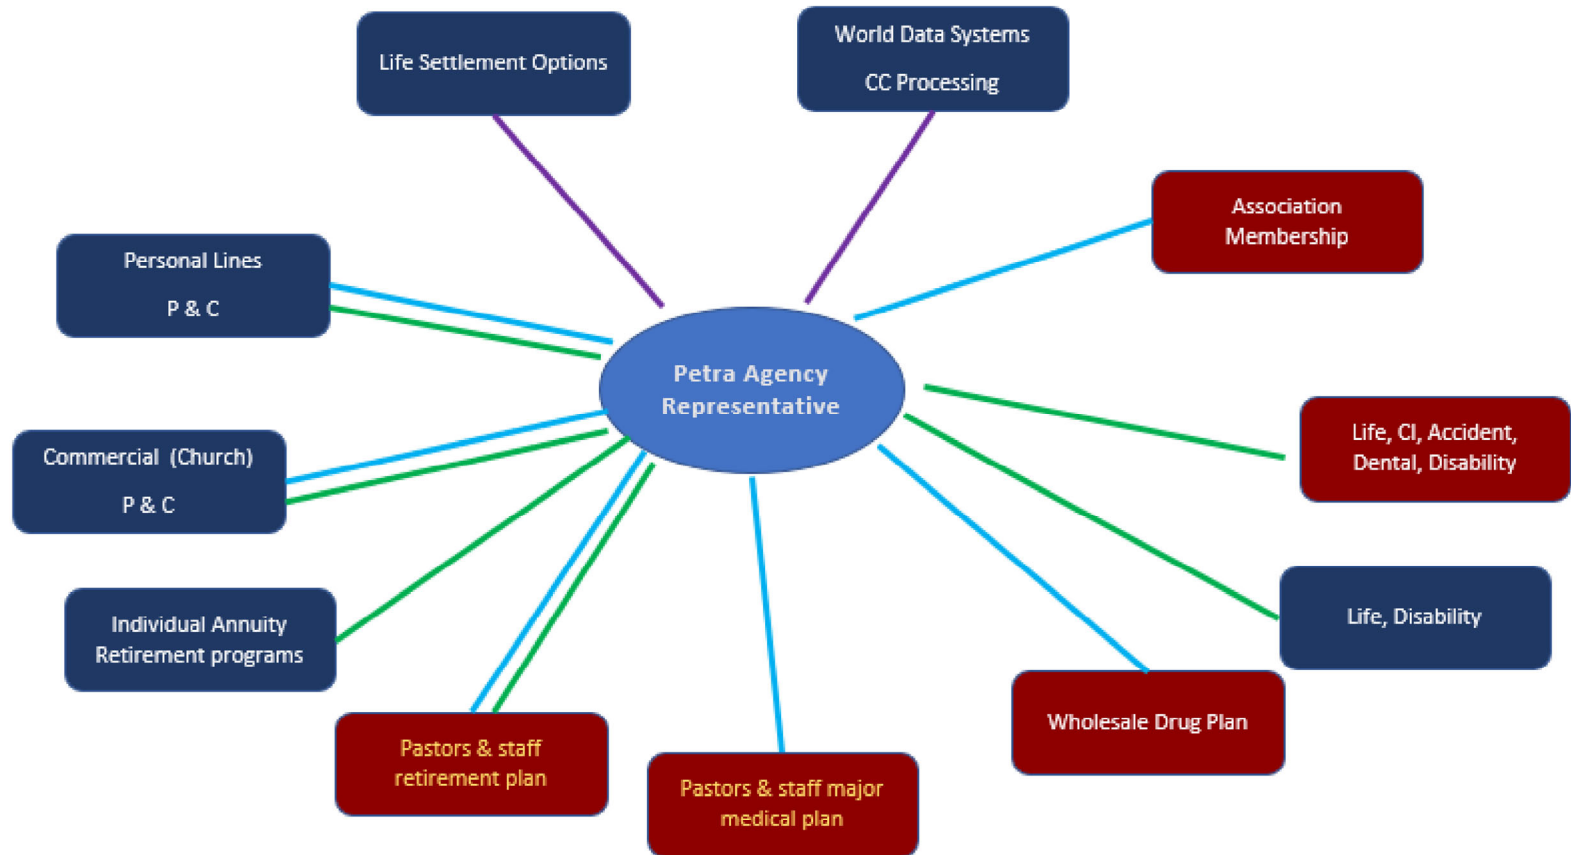 Life Settlement Options
World Data Systems
CC Processing
Association
Membership
Personal Lines
P & C
Petra Agency
Representative
Life, CI, Accident,
Dental, Disability
Commercial  (Church)
P & C
Individual Annuity
Retirement programs
Life, Disability
Wholesale Drug Plan
Pastors & staff
retirement plan
Pastors & staff major
medical plan